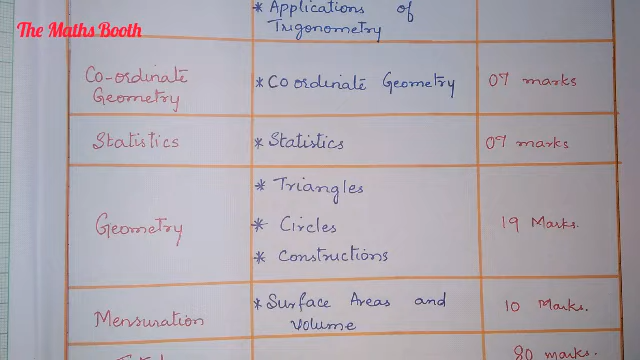 The Maths Booth
* Applications of
Trigonometry
Co-ordinate
Geometry
* Coordinate Geometry
07 marks
Statistics
* Statistics
07 marks
Geometry
* Triangles
* Circles
* Constructions
19 Marks.
Mensuration
* Surface Areas and
Volume
10 Marks.
Total
80 marks.